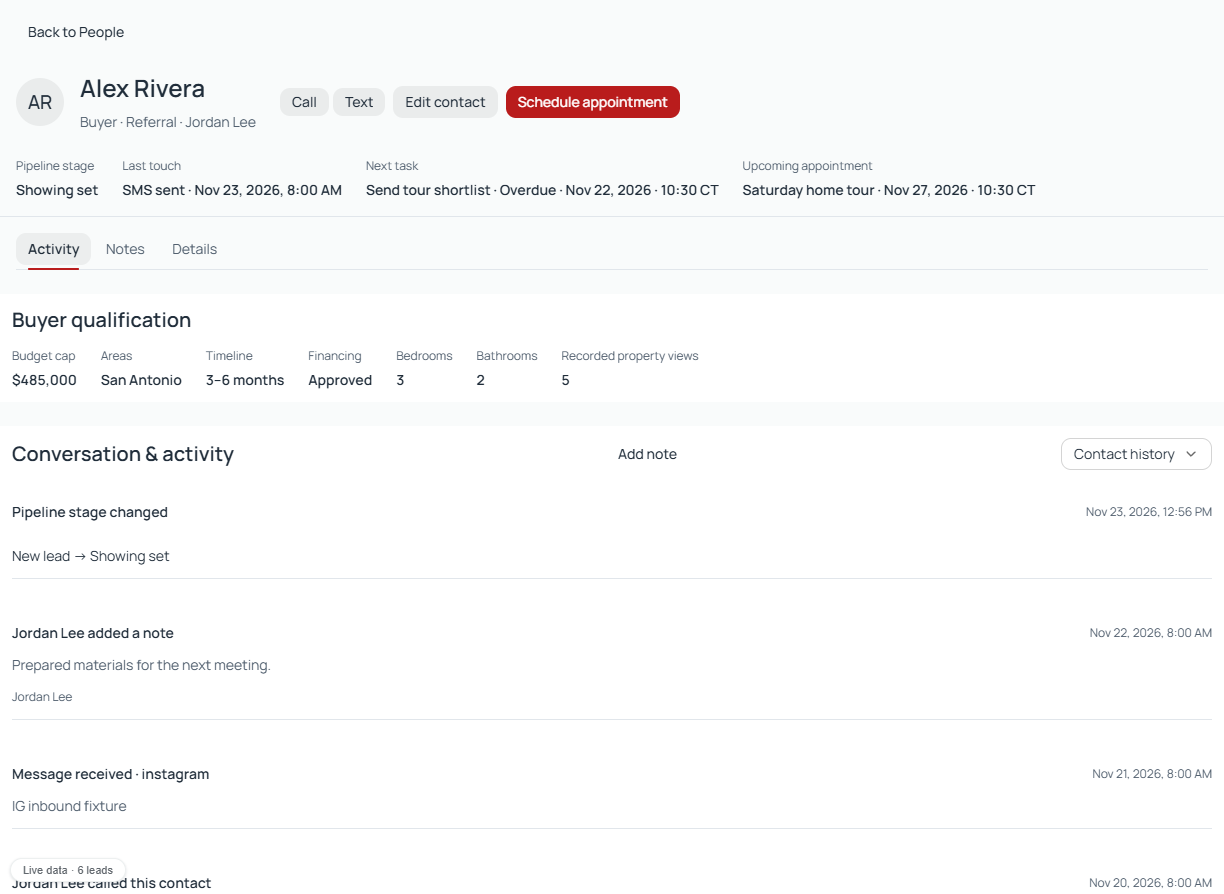 Back to People
AR
Alex Rivera
Buyer · Referral · Jordan Lee
Call
Text
Edit contact
Schedule appointment
Pipeline stage
Showing set
Last touch
SMS sent · Nov 23, 2026, 8:00 AM
Next task
Send tour shortlist · Overdue · Nov 22, 2026 · 10:30 CT
Upcoming appointment
Saturday home tour · Nov 27, 2026 · 10:30 CT
Activity
Notes
Details
Buyer qualification
Budget cap
$485,000
Areas
San Antonio
Timeline
3–6 months
Financing
Approved
Bedrooms
3
Bathrooms
2
Recorded property views
5
Conversation & activity
Add note
Contact history
Pipeline stage changed
Nov 23, 2026, 12:56 PM
New lead → Showing set
Jordan Lee added a note
Nov 22, 2026, 8:00 AM
Prepared materials for the next meeting.
Jordan Lee
Message received · instagram
Nov 21, 2026, 8:00 AM
IG inbound fixture
Live data · 6 leads
Jordan Lee called this contact
Nov 20, 2026, 8:00 AM